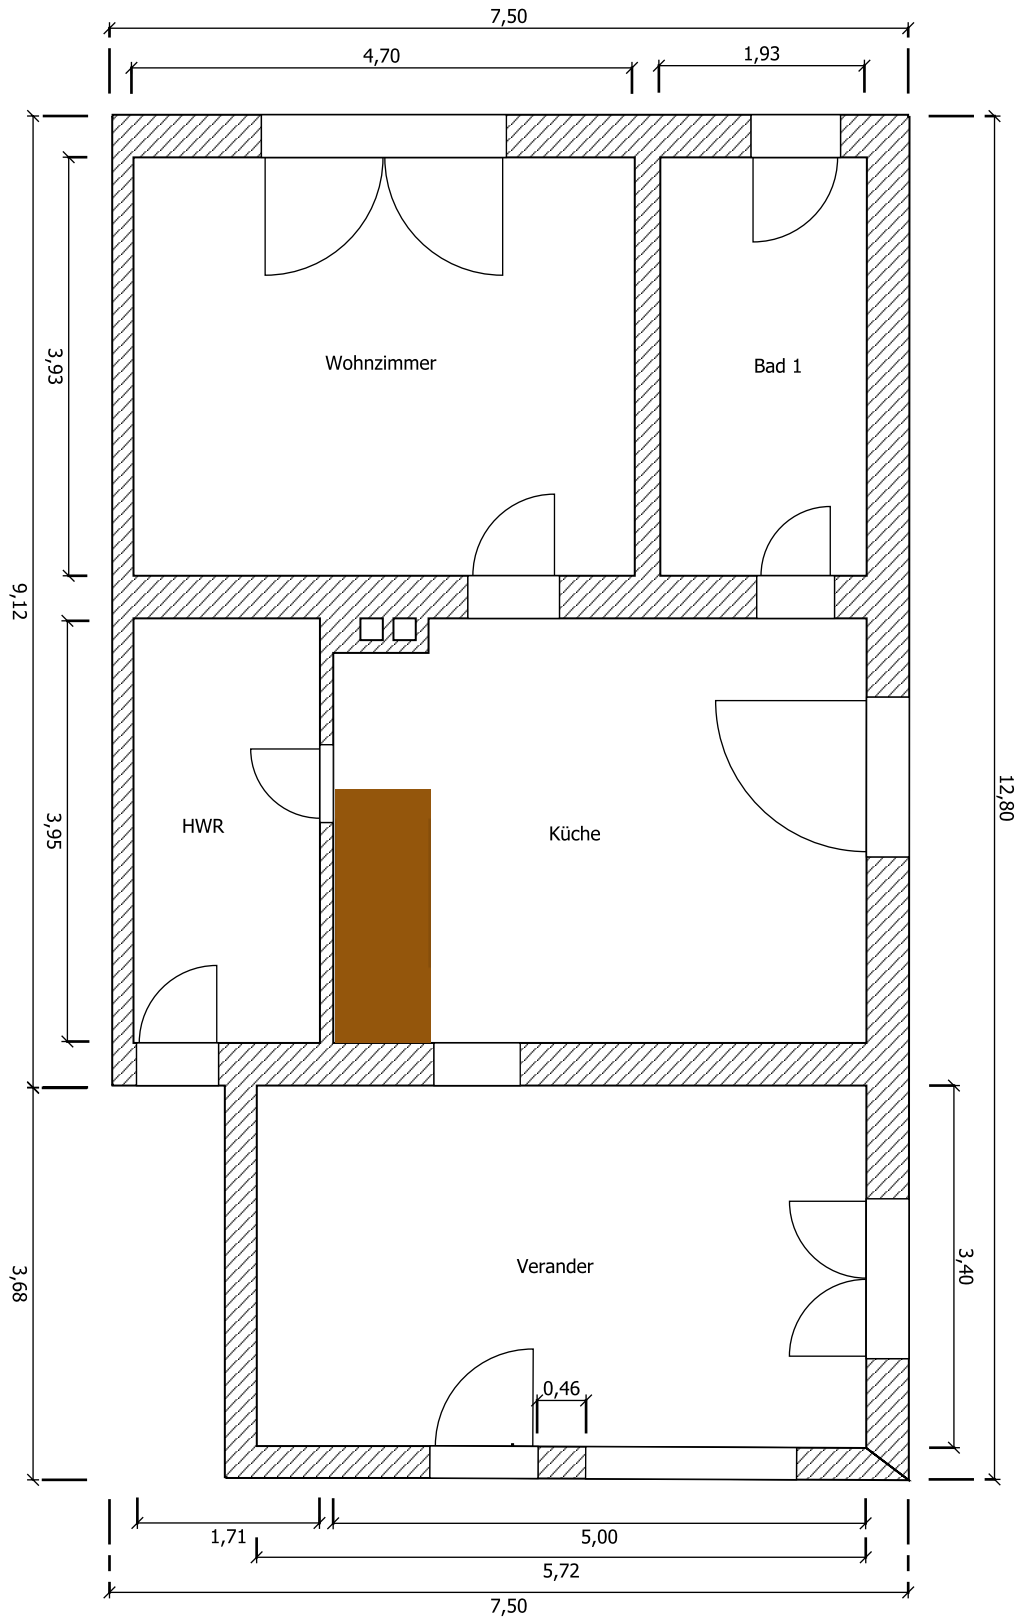 7,50
4,70
1,93
3,93
Wohnzimmer
Bad 1
9,12
12,80
3,95
HWR
Küche
3,68
Verander
3,40
0,46
1,71
5,00
5,72
7,50